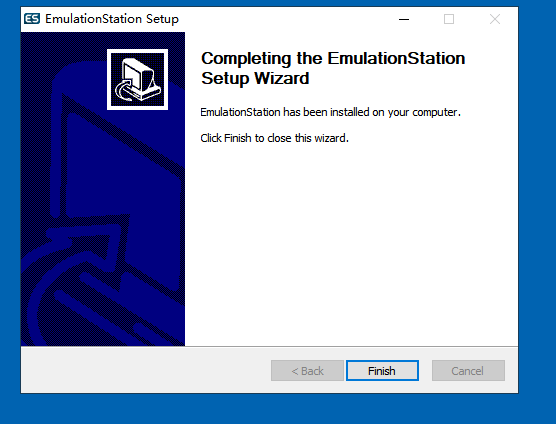 ES EmulationStation Setup
Completing the EmulationStation
Setup Wizard
EmulationStation has been installed on your computer.
Click Finish to close this wizard.
< Back Finish Cancel